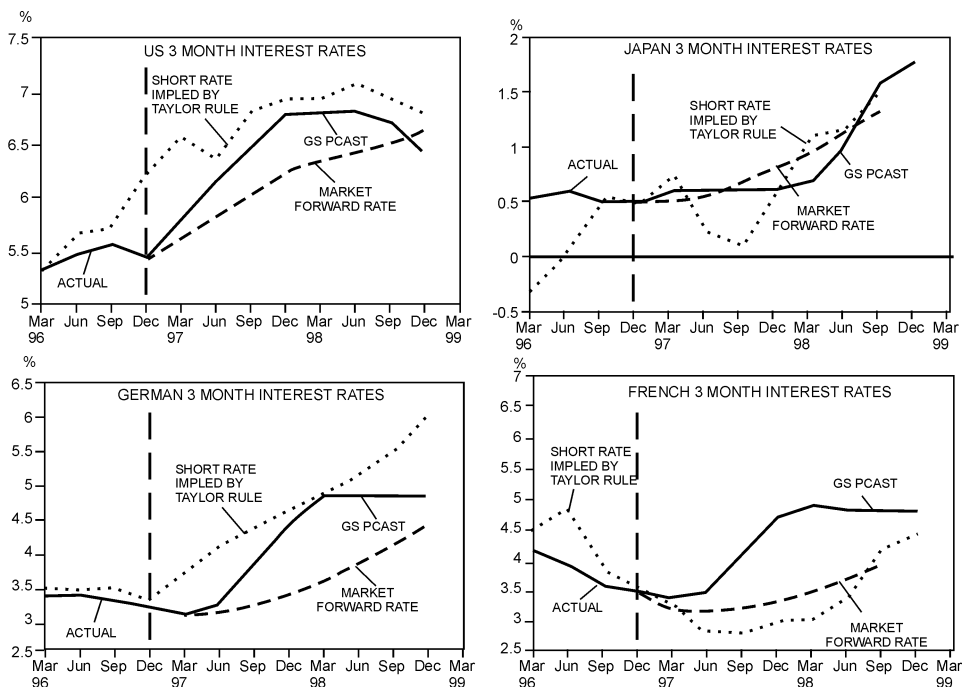 %
7.5
US 3 MONTH INTEREST RATES
SHORT RATE
IMPLED BY
TAYLOR RULE
7
6.5
GS PCAST
6
MARKET
FORWARD RATE
5.5
ACTUAL
5
Mar Jun Sep Dec Mar Jun Sep Dec Mar Jun Sep Dec Mar
96 97 98 99
%
2
JAPAN 3 MONTH INTEREST RATES
1.5
SHORT RATE
IMPLED BY
TAYLOR RULE
1
ACTUAL
GS PCAST
0.5
MARKET
FORWARD RATE
0
-0.5
Mar Jun Sep Dec Mar Jun Sep Dec Mar Jun Sep Dec Mar
96 97 98 99
%
6.5
GERMAN 3 MONTH INTEREST RATES
6
5.5
SHORT RATE
IMPLED BY
TAYLOR RULE
5
4.5
GS PCAST
4
3.5
MARKET
FORWARD RATE
3
ACTUAL
2.5
Mar Jun Sep Dec Mar Jun Sep Dec Mar Jun Sep Dec Mar
96 97 98 99
%
7
FRENCH 3 MONTH INTEREST RATES
6.5
6
SHORT RATE
IMPLED BY
TAYLOR RULE
5.5
GS PCAST
5
4.5
4
3.5
ACTUAL
3
MARKET
FORWARD RATE
2.5
Mar Jun Sep Dec Mar Jun Sep Dec Mar Jun Sep Dec Mar
96 97 98 99